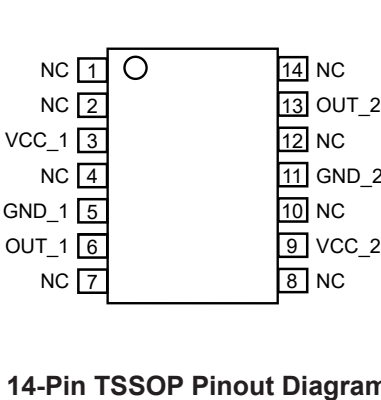 NC 1 14 NC
NC 2 13 OUT_2
VCC_1 3 12 NC
NC 4 11 GND_2
GND_1 5 10 NC
OUT_1 6 9 VCC_2
NC 7 8 NC
14-Pin TSSOP Pinout Diagram